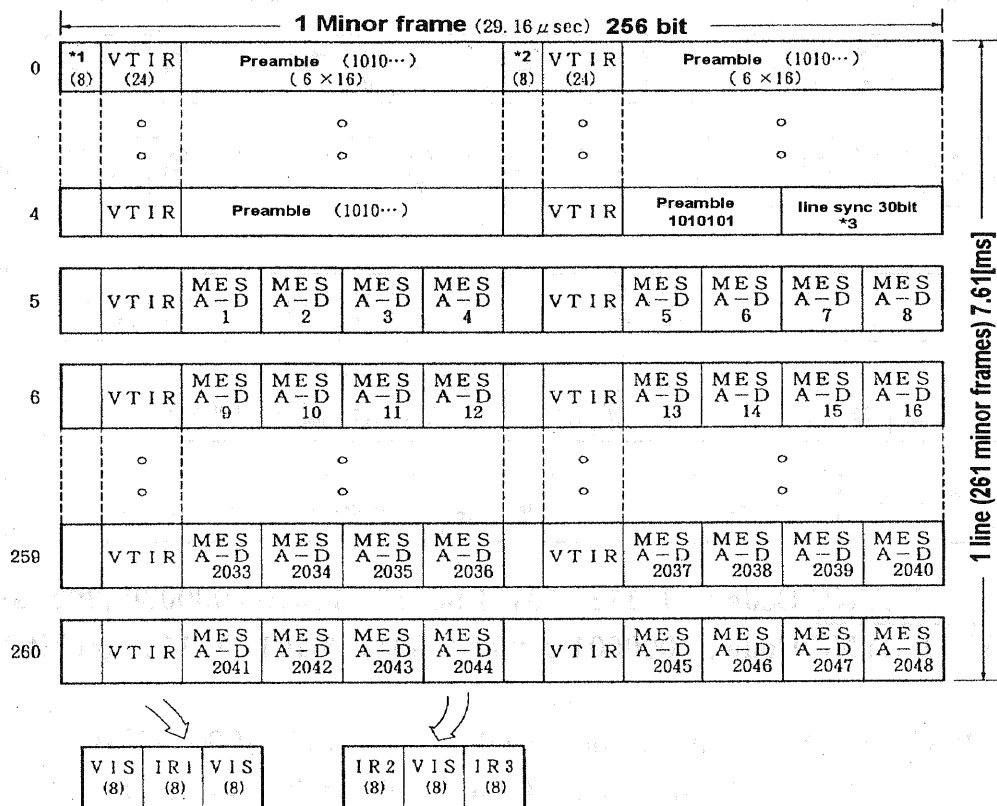 1 Minor frame (29. 16 μ sec) 256 bit
0 *1 (8) VTIR (24) Preamble (1010···) ( 6 ×16) *2 (8) VTIR (24) Preamble (1010···) ( 6 ×16)
4 VTIR Preamble (1010···) VTIR Preamble 1010101 line sync 30bit *3
5 VTIR MES A-D 1 MES A-D 2 MES A-D 3 MES A-D 4 VTIR MES A-D 5 MES A-D 6 MES A-D 7 MES A-D 8
6 VTIR MES A-D 9 MES A-D 10 MES A-D 11 MES A-D 12 VTIR MES A-D 13 MES A-D 14 MES A-D 15 MES A-D 16
259 VTIR MES A-D 2033 MES A-D 2034 MES A-D 2035 MES A-D 2036 VTIR MES A-D 2037 MES A-D 2038 MES A-D 2039 MES A-D 2040
260 VTIR MES A-D 2041 MES A-D 2042 MES A-D 2043 MES A-D 2044 VTIR MES A-D 2045 MES A-D 2046 MES A-D 2047 MES A-D 2048
1 line (261 minor frames) 7.61[ms]
VIS (8) IR1 (8) VIS (8)
IR2 (8) VIS (8) IR3 (8)